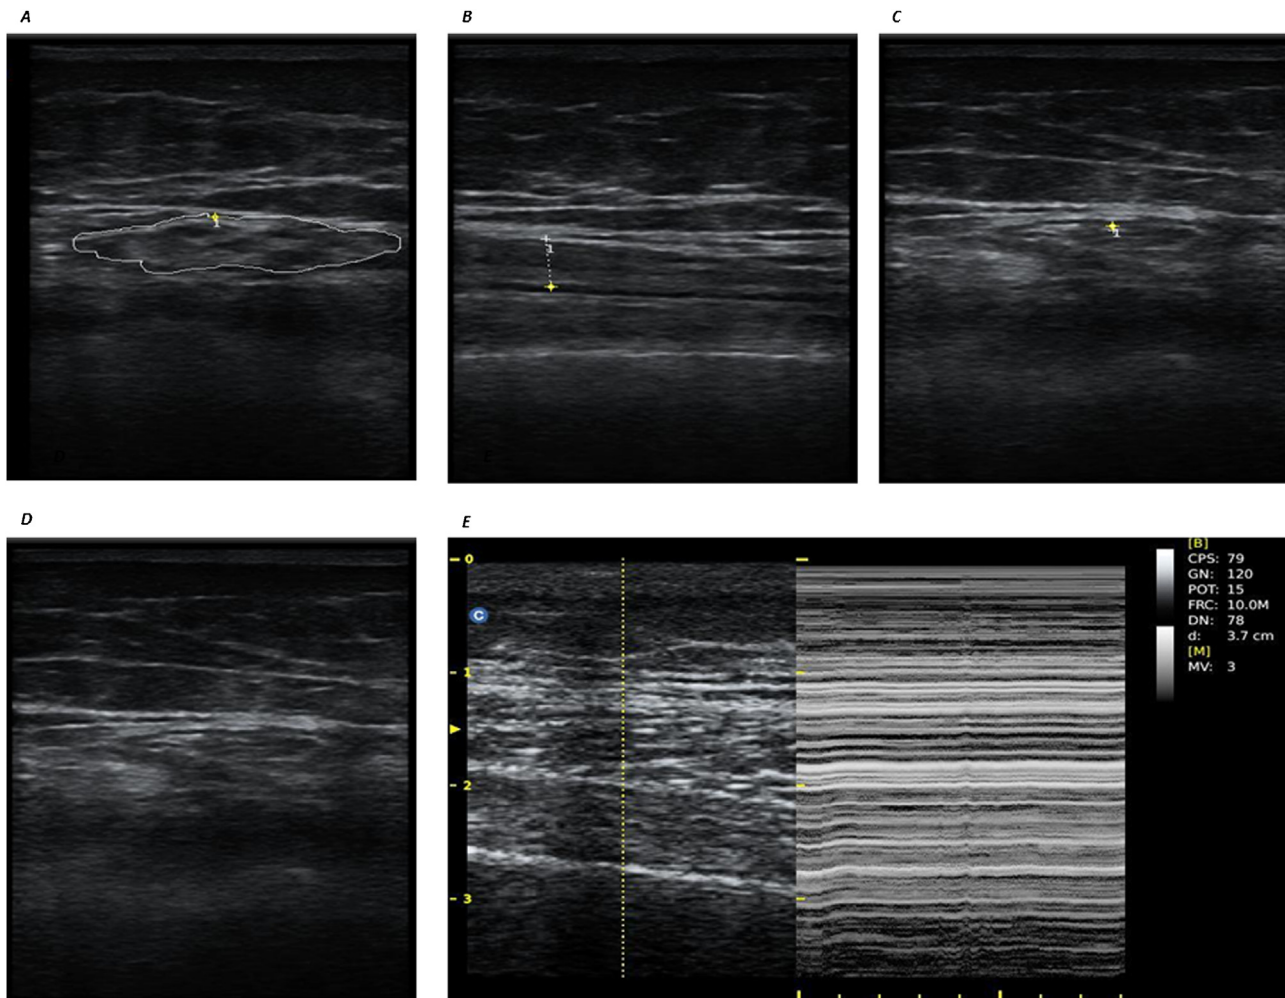 A
B
C
1
1
1
D
E
0
C
1
2
3
[B]
CPS: 79
GN: 120
POT: 15
FRC: 10.0M
DN: 78
d: 3.7 cm
[M]
MV: 3